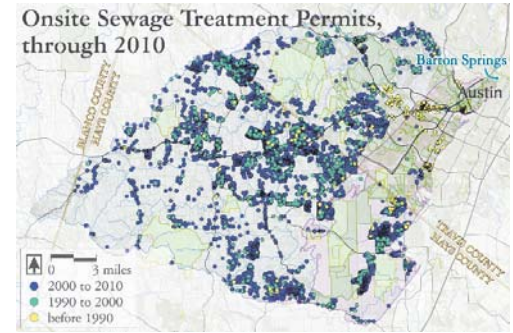 Onsite Sewage Treatment Permits,
through 2010
Barton Springs
Austin
BLANCO COUNTY
HAYS COUNTY
TRAVIS COUNTY
HAYS COUNTY
0 3 miles
2000 to 2010
1990 to 2000
before 1990